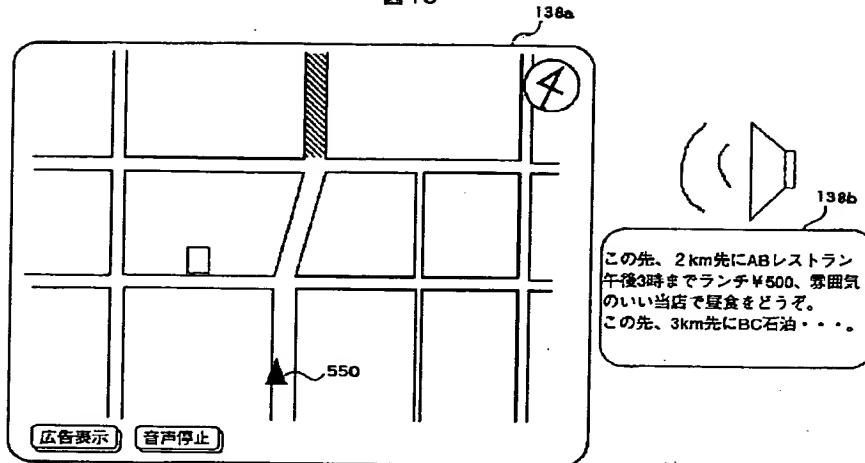 138a
138b
この先、2km先にABレストラン
午後3時までランチ¥500、雰囲気
のいい当店で昼食をどうぞ。
この先、3km先にBC石油・・・。
550
広告表示 音声停止